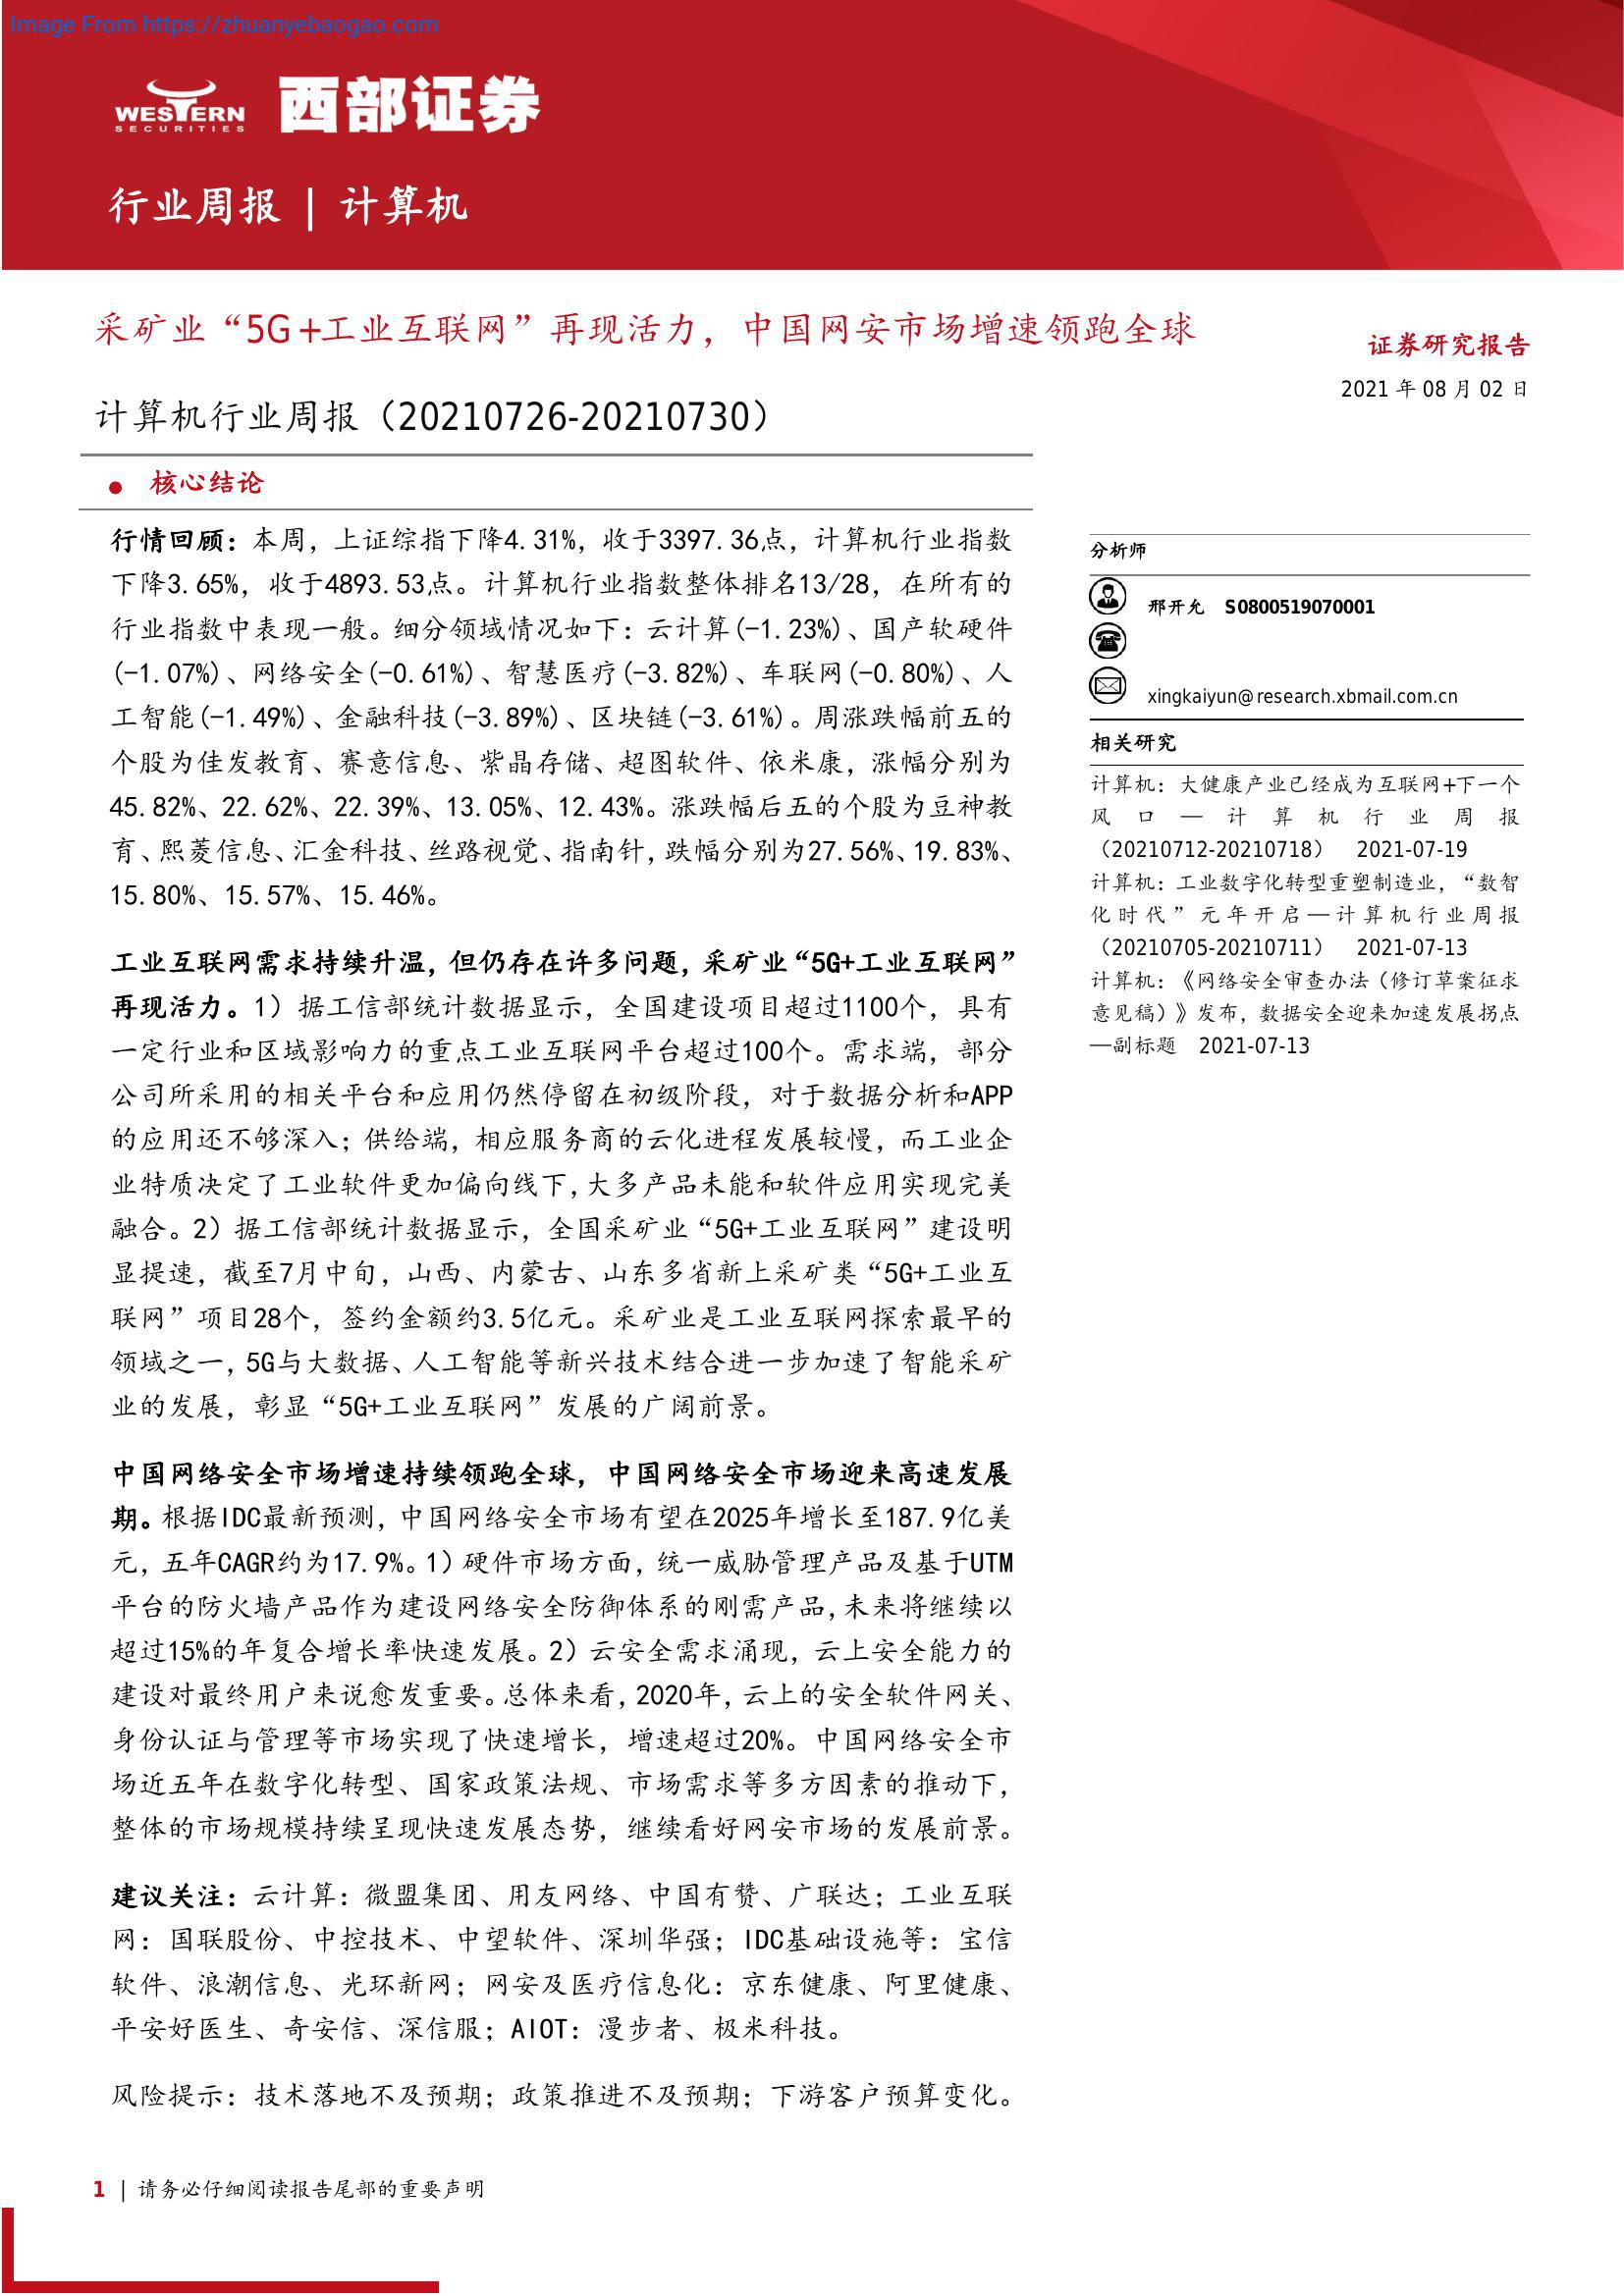 Image From https://zhuanyebaogao.com
WESTERN
SECURITIES
西部证券
行业周报 | 计算机
采矿业“5G+工业互联网”再现活力，中国网安市场增速领跑全球
计算机行业周报（20210726-20210730）
证券研究报告
2021 年 08 月 02 日
● 核心结论
行情回顾：本周，上证综指下降4.31%，收于3397.36点，计算机行业指数
下降3.65%，收于4893.53点。计算机行业指数整体排名13/28，在所有的
行业指数中表现一般。细分领域情况如下：云计算(-1.23%)、国产软硬件
(-1.07%)、网络安全(-0.61%)、智慧医疗(-3.82%)、车联网(-0.80%)、人
工智能(-1.49%)、金融科技(-3.89%)、区块链(-3.61%)。周涨跌幅前五的
个股为佳发教育、赛意信息、紫晶存储、超图软件、依米康，涨幅分别为
45.82%、22.62%、22.39%、13.05%、12.43%。涨跌幅后五的个股为豆神教
育、熙菱信息、汇金科技、丝路视觉、指南针，跌幅分别为27.56%、19.83%、
15.80%、15.57%、15.46%。
工业互联网需求持续升温，但仍存在许多问题，采矿业“5G+工业互联网”
再现活力。1）据工信部统计数据显示，全国建设项目超过1100个，具有
一定行业和区域影响力的重点工业互联网平台超过100个。需求端，部分
公司所采用的相关平台和应用仍然停留在初级阶段，对于数据分析和APP
的应用还不够深入；供给端，相应服务商的云化进程发展较慢，而工业企
业特质决定了工业软件更加偏向线下，大多产品未能和软件应用实现完美
融合。2）据工信部统计数据显示，全国采矿业“5G+工业互联网”建设明
显提速，截至7月中旬，山西、内蒙古、山东多省新上采矿类“5G+工业互
联网”项目28个，签约金额约3.5亿元。采矿业是工业互联网探索最早的
领域之一，5G与大数据、人工智能等新兴技术结合进一步加速了智能采矿
业的发展，彰显“5G+工业互联网”发展的广阔前景。
中国网络安全市场增速持续领跑全球，中国网络安全市场迎来高速发展
期。根据IDC最新预测，中国网络安全市场有望在2025年增长至187.9亿美
元，五年CAGR约为17.9%。1）硬件市场方面，统一威胁管理产品及基于UTM
平台的防火墙产品作为建设网络安全防御体系的刚需产品，未来将继续以
超过15%的年复合增长率快速发展。2）云安全需求涌现，云上安全能力的
建设对最终用户来说愈发重要。总体来看，2020年，云上的安全软件网关、
身份认证与管理等市场实现了快速增长，增速超过20%。中国网络安全市
场近五年在数字化转型、国家政策法规、市场需求等多方因素的推动下，
整体的市场规模持续呈现快速发展态势，继续看好网安市场的发展前景。
建议关注：云计算：微盟集团、用友网络、中国有赞、广联达；工业互联
网：国联股份、中控技术、中望软件、深圳华强；IDC基础设施等：宝信
软件、浪潮信息、光环新网；网安及医疗信息化：京东健康、阿里健康、
平安好医生、奇安信、深信服；AIOT：漫步者、极米科技。
风险提示：技术落地不及预期；政策推进不及预期；下游客户预算变化。
分析师
邢开允 S0800519070001
xingkaiyun@research.xbmail.com.cn
相关研究
计算机：大健康产业已经成为互联网+下一个
风口—计算机行业周报
（20210712-20210718） 2021-07-19
计算机：工业数字化转型重塑制造业，“数智
化时代”元年开启—计算机行业周报
（20210705-20210711） 2021-07-13
计算机：《网络安全审查办法（修订草案征求
意见稿）》发布，数据安全迎来加速发展拐点
—副标题 2021-07-13
1 | 请务必仔细阅读报告尾部的重要声明